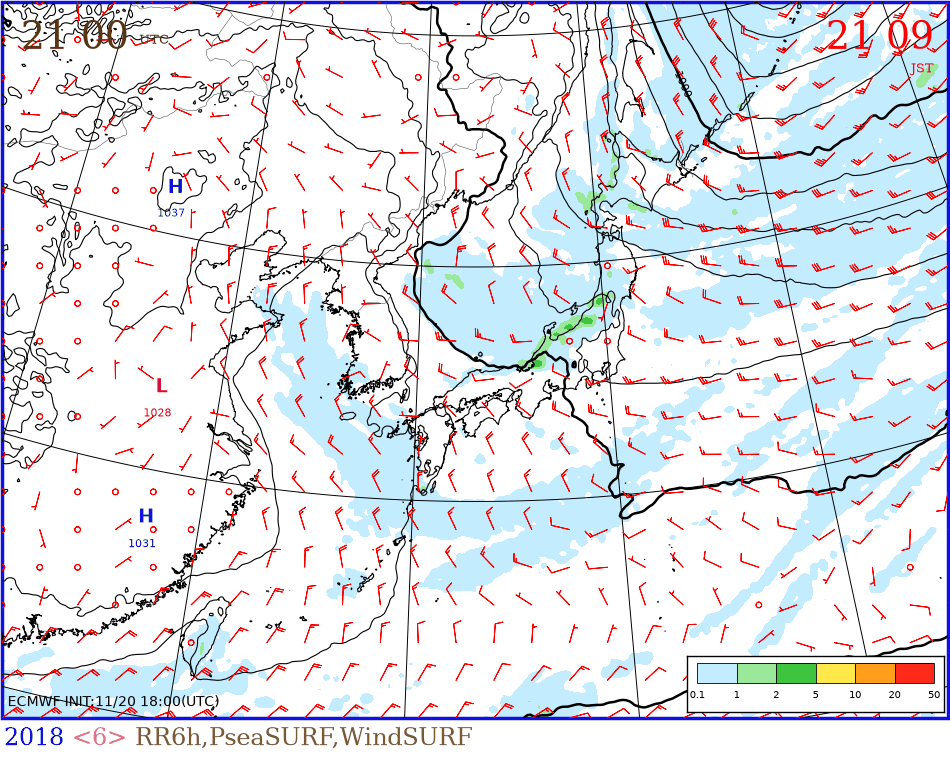 21 00 UTC
21 09
JST
H
1037
L
1028
H
1031
0.1 1 2 5 10 20 50
ECMWF INIT:11/20 18:00(UTC)
2018 <6> RR6h,PseaSURF,WindSURF